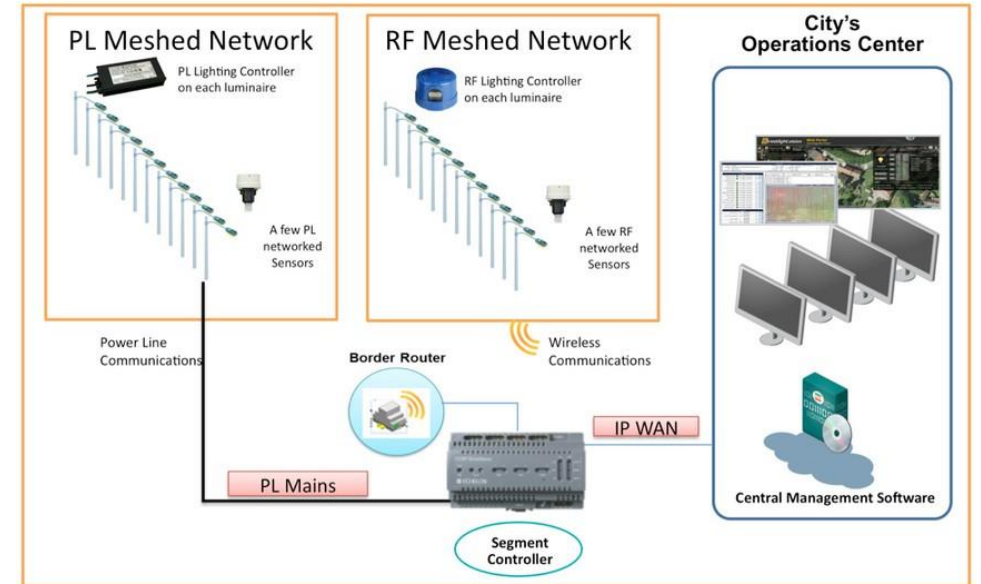 PL Meshed Network
PL Lighting Controller
on each luminaire
A few PL
networked
Sensors
RF Meshed Network
RF Lighting Controller
on each luminaire
A few RF
networked
Sensors
City's
Operations Center
Power Line
Communications
Wireless
Communications
Border Router
IP WAN
PL Mains
ECHELON
Segment
Controller
Central Management Software